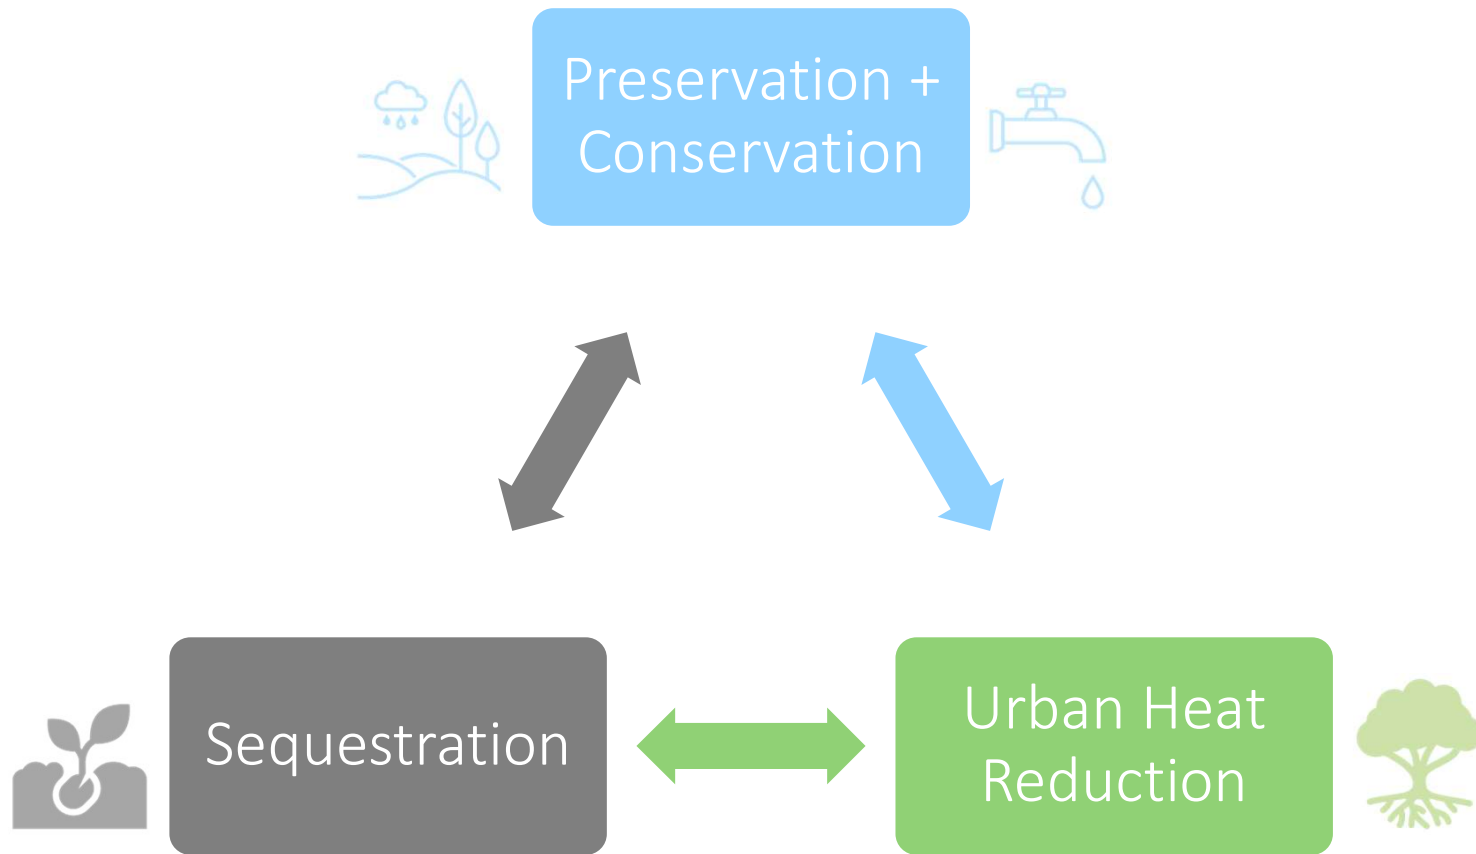 Preservation +
Conservation
Sequestration
Urban Heat
Reduction